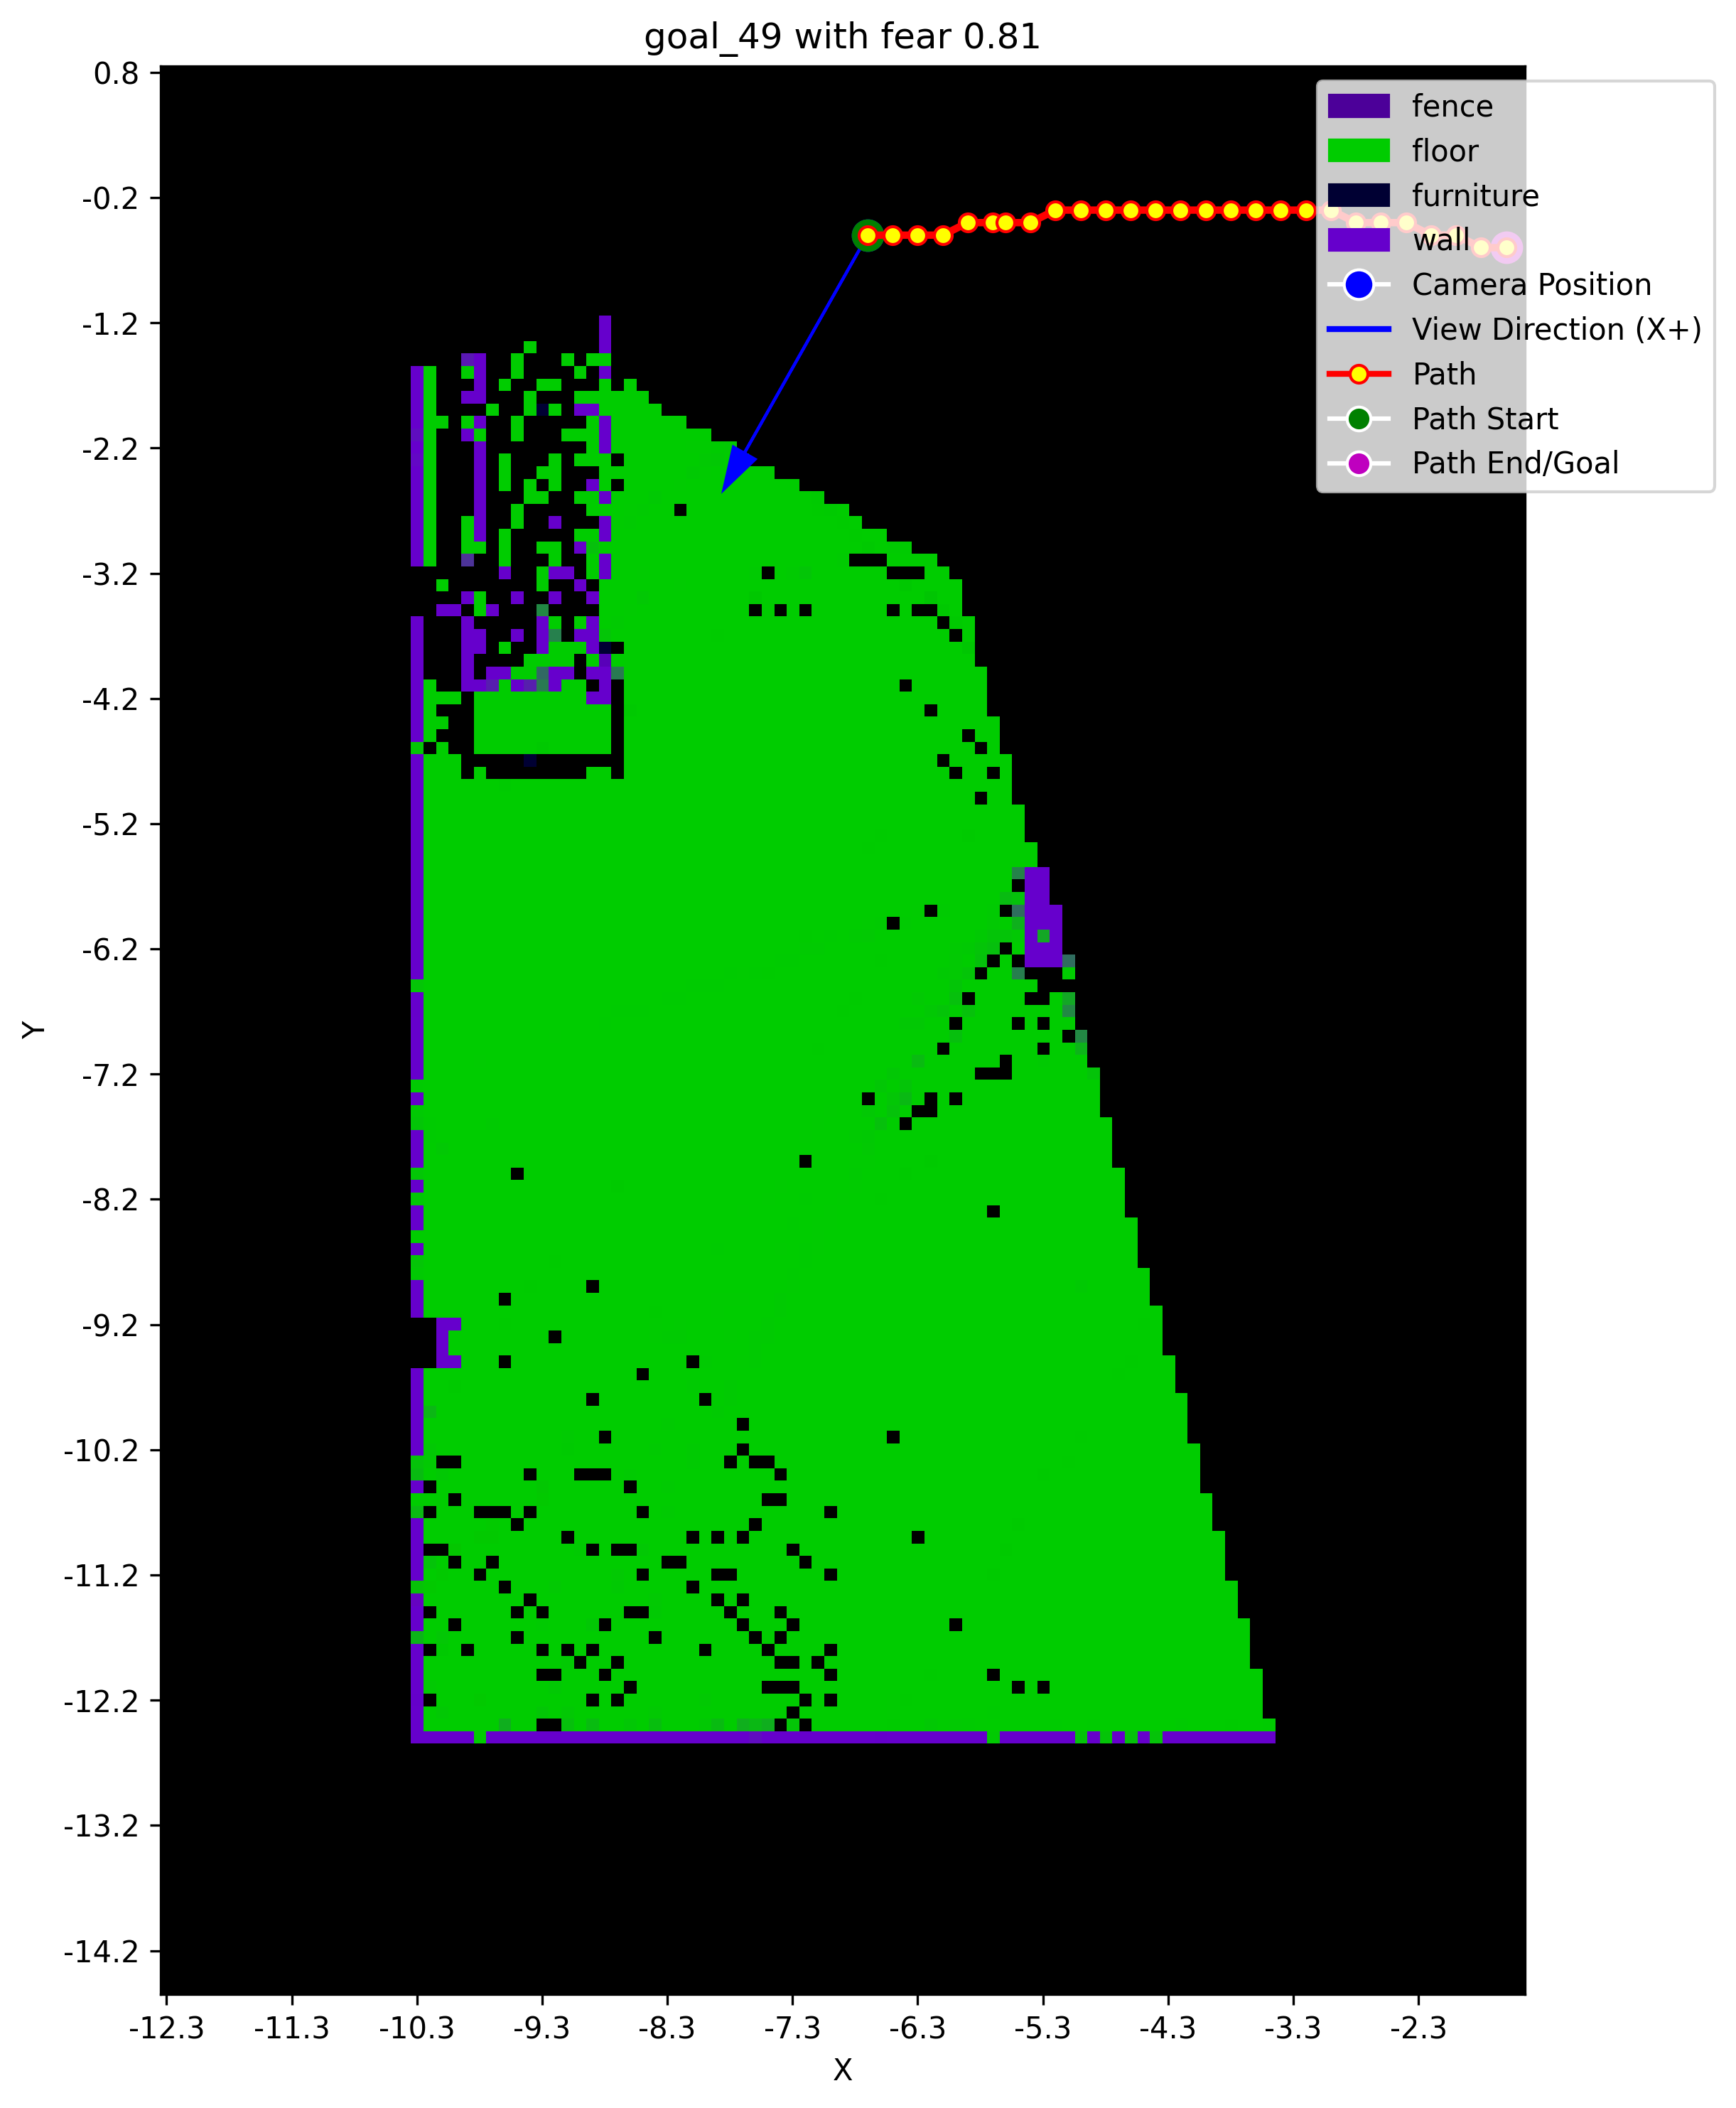 goal_49 with fear 0.81
fence
floor
furniture
wall
Camera Position
View Direction (X+)
Path
Path Start
Path End/Goal
0.8
-0.2
-1.2
-2.2
-3.2
-4.2
-5.2
-6.2
-7.2
-8.2
-9.2
-10.2
-11.2
-12.2
-13.2
-14.2
Y
-12.3 -11.3 -10.3 -9.3 -8.3 -7.3 -6.3 -5.3 -4.3 -3.3 -2.3
X